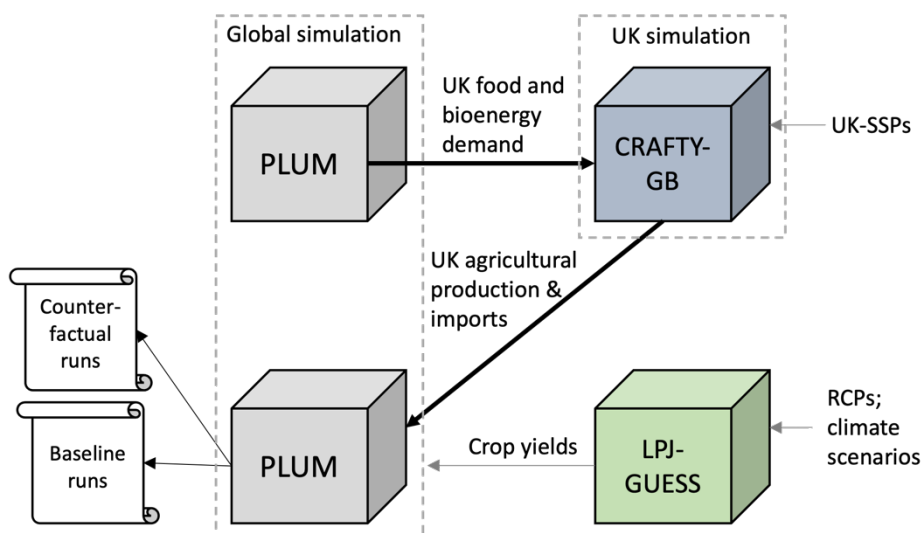 Global simulation
UK simulation
UK food and
bioenergy
demand
PLUM
CRAFTY-
GB
UK-SSPs
UK agricultural
production &
imports
Counter-
factual
runs
Baseline
runs
PLUM
Crop yields
LPJ-
GUESS
RCPs;
climate
scenarios